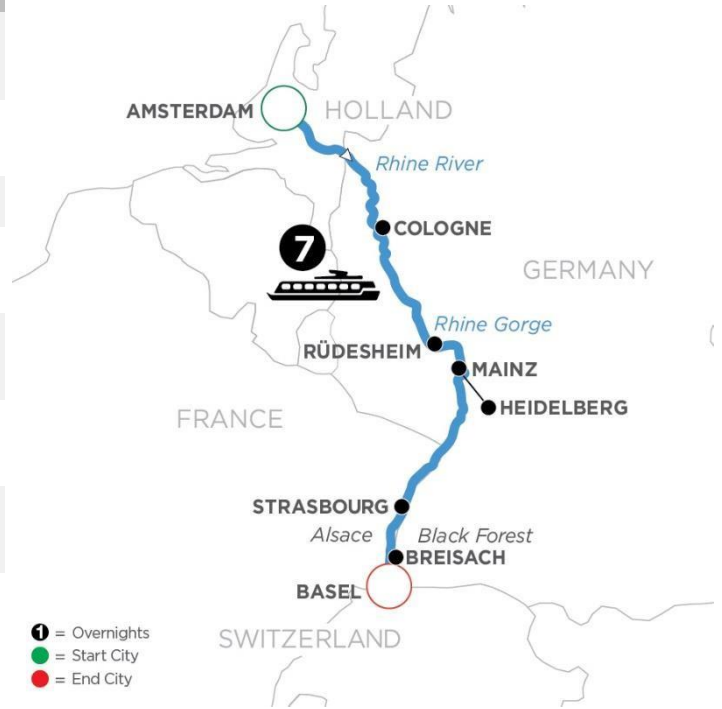 AMSTERDAM
HOLLAND
Rhine River
COLOGNE
7
GERMANY
Rhine Gorge
RÜDESHEIM
MAINZ
HEIDELBERG
FRANCE
STRASBOURG
Alsace
Black Forest
BREISACH
BASEL
SWITZERLAND
1 = Overnights
= Start City
= End City